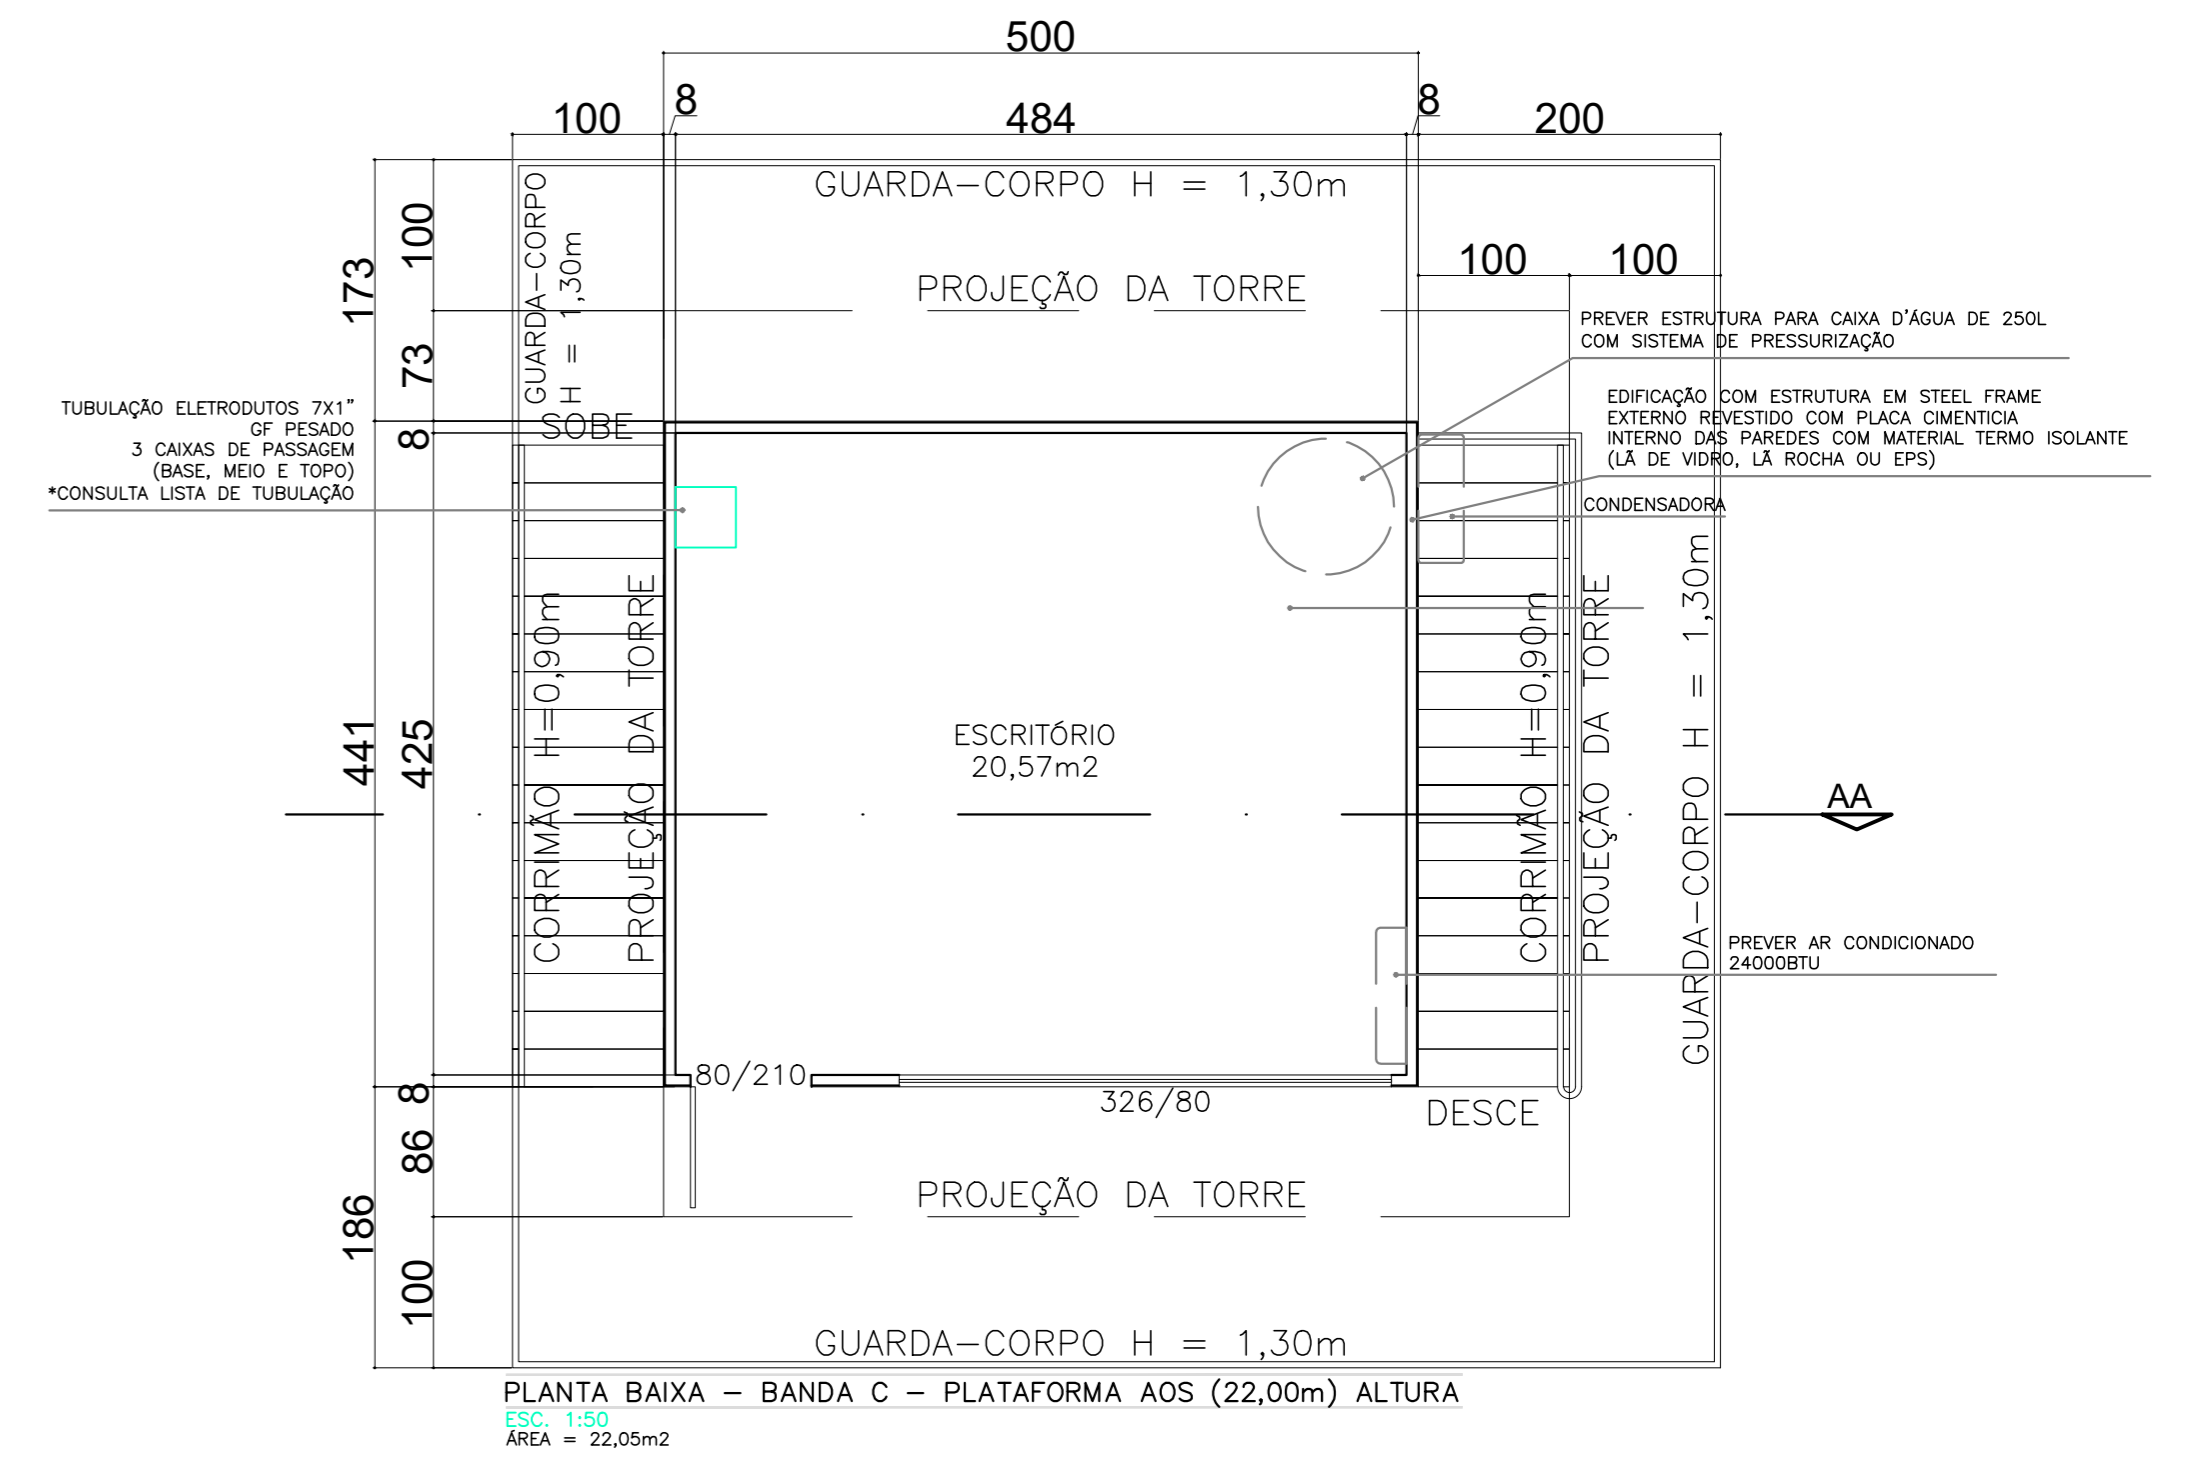 500
100
8
484
8
200
GUARDA-CORPO H = 1,30m
GUARDA-CORPO
H = 1,30m
173
100
73
8
441
425
8
86
186
100
PROJEÇÃO DA TORRE
100
100
PREVER ESTRUTURA PARA CAIXA D'ÁGUA DE 250L
COM SISTEMA DE PRESSURIZAÇÃO
EDIFICAÇÃO COM ESTRUTURA EM STEEL FRAME
EXTERNO REVESTIDO COM PLACA CIMENTICIA
INTERNO DAS PAREDES COM MATERIAL TERMO ISOLANTE
(LÃ DE VIDRO, LÃ ROCHA OU EPS)
CONDENSADORA
TUBULAÇÃO ELETRODUTOS 7X1"
GF PESADO
3 CAIXAS DE PASSAGEM
(BASE, MEIO E TOPO)
*CONSULTA LISTA DE TUBULAÇÃO
SOBE
CORRIMÃO H=0,90m
PROJEÇÃO DA TORRE
ESCRITÓRIO
20,57m2
CORRIMÃO H=0,90m
PROJEÇÃO DA TORRE
GUARDA-CORPO H = 1,30m
AA
PREVER AR CONDICIONADO
24000BTU
80/210
326/80
DESCE
PROJEÇÃO DA TORRE
GUARDA-CORPO H = 1,30m
PLANTA BAIXA - BANDA C - PLATAFORMA AOS (22,00m) ALTURA
ESC. 1:50
ÁREA = 22,05m2